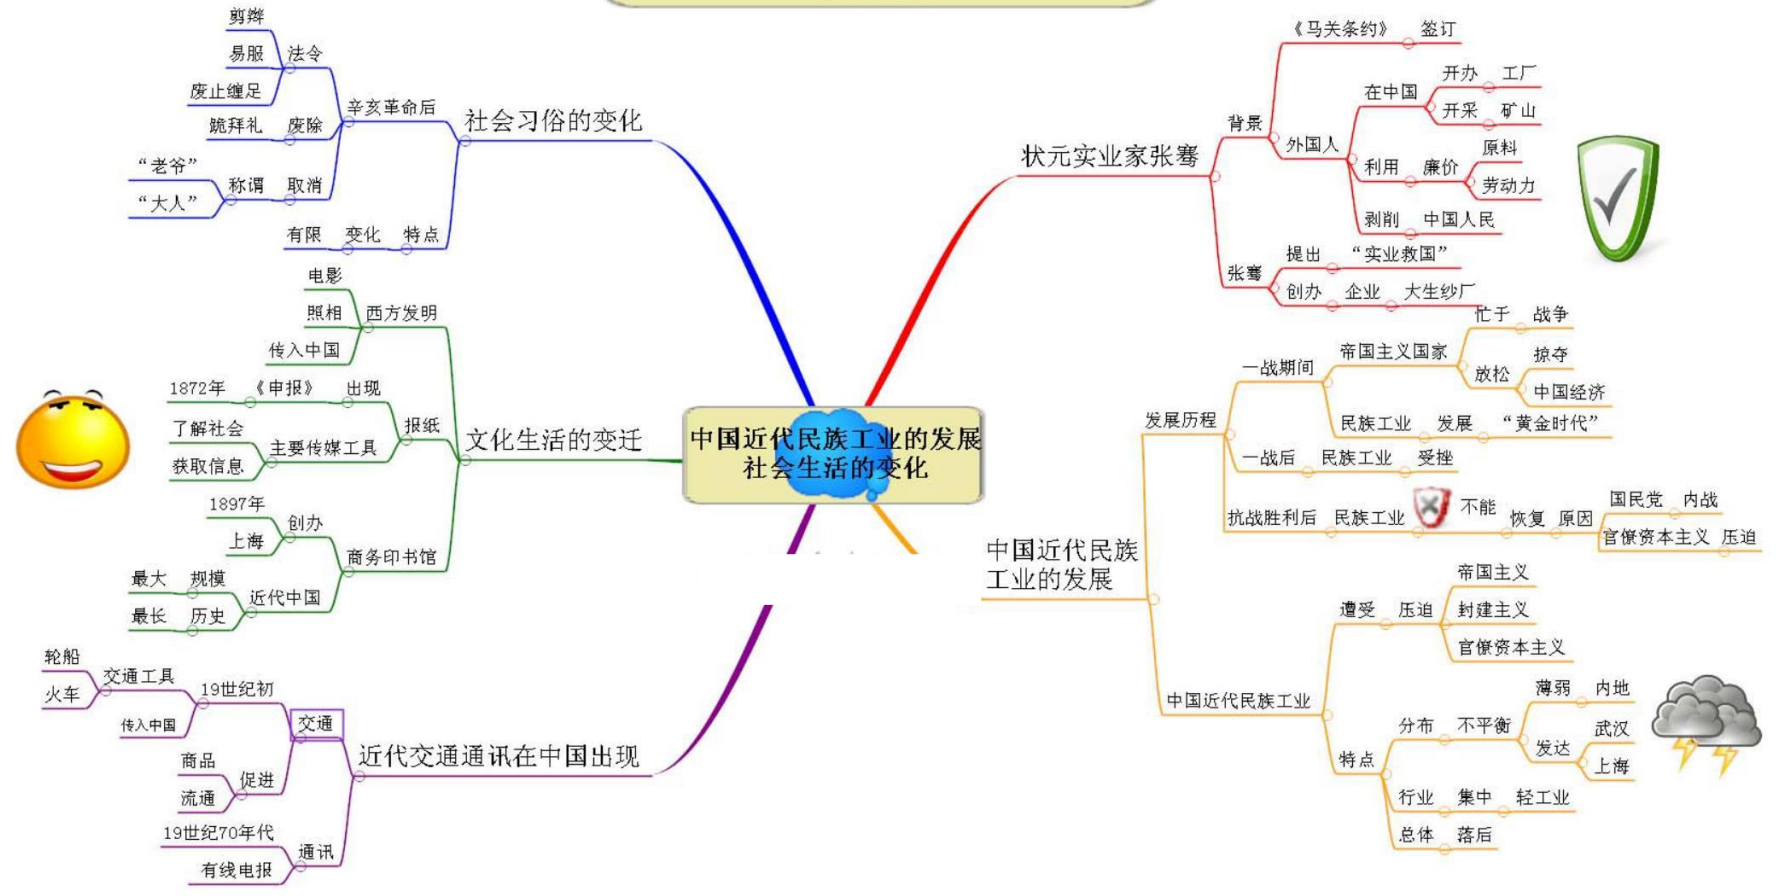 中国近代民族工业的发展
社会生活的变化
状元实业家张骞
背景
《马关条约》 签订
外国人
在中国
开办 工厂
开采 矿山
利用 廉价
原料
劳动力
剥削 中国人民
张骞
提出 “实业救国”
创办 企业 大生纱厂
中国近代民族
工业的发展
发展历程
一战期间
帝国主义国家
忙于 战争
放松
掠夺
中国经济
民族工业 发展 “黄金时代”
一战后 民族工业 受挫
抗战胜利后 民族工业 不能 恢复 原因
国民党 内战
官僚资本主义 压迫
中国近代民族工业
遭受 压迫
帝国主义
封建主义
官僚资本主义
特点
分布 不平衡
薄弱 内地
发达
武汉
上海
行业 集中 轻工业
总体 落后
社会习俗的变化
辛亥革命后
法令
剪辫
易服
废止缠足
废除 跪拜礼
取消 称谓
“老爷”
“大人”
特点 变化 有限
文化生活的变迁
西方发明
电影
照相
传入中国
报纸
出现 《申报》 1872年
主要传媒工具
了解社会
获取信息
商务印书馆
创办
1897年
上海
近代中国
规模 最大
历史 最长
近代交通通讯在中国出现
交通
19世纪初
交通工具
轮船
火车
传入中国
促进
商品
流通
通讯
19世纪70年代
有线电报